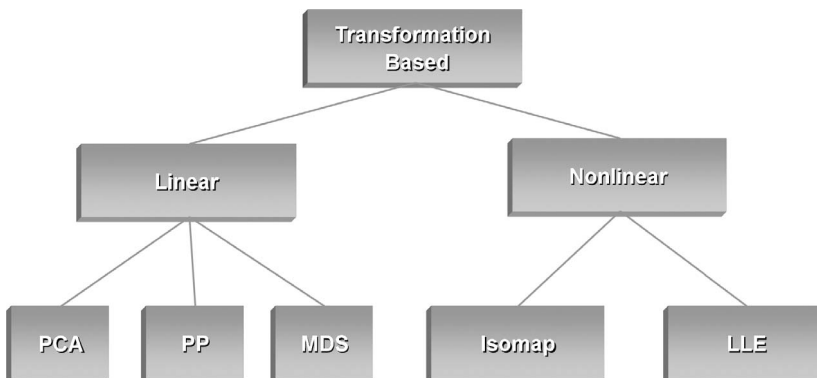 Transformation
Based
Linear
Nonlinear
PCA
PP
MDS
Isomap
LLE